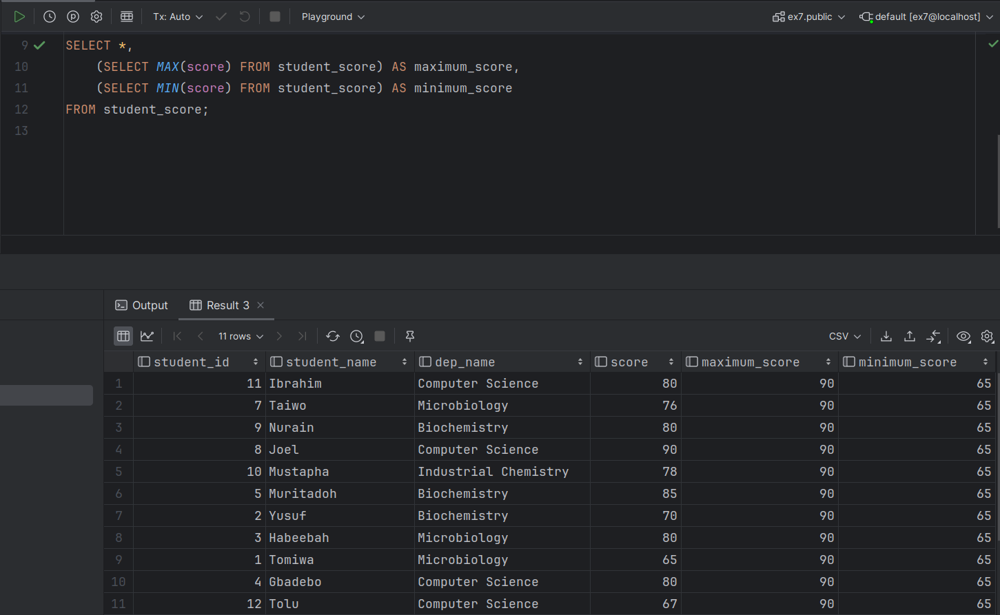 Tx: Auto Playground ex7.public default [ex7@localhost]
9 SELECT *,
10 (SELECT MAX(score) FROM student_score) AS maximum_score,
11 (SELECT MIN(score) FROM student_score) AS minimum_score
12 FROM student_score;
13
Output Result 3
11 rows CSV
student_id student_name dep_name score maximum_score minimum_score
1 11 Ibrahim Computer Science 80 90 65
2 7 Taiwo Microbiology 76 90 65
3 9 Nurain Biochemistry 80 90 65
4 8 Joel Computer Science 90 90 65
5 10 Mustapha Industrial Chemistry 78 90 65
6 5 Muritadoh Biochemistry 85 90 65
7 2 Yusuf Biochemistry 70 90 65
8 3 Habeebah Microbiology 80 90 65
9 1 Tomiwa Microbiology 65 90 65
10 4 Gbadebo Computer Science 80 90 65
11 12 Tolu Computer Science 67 90 65